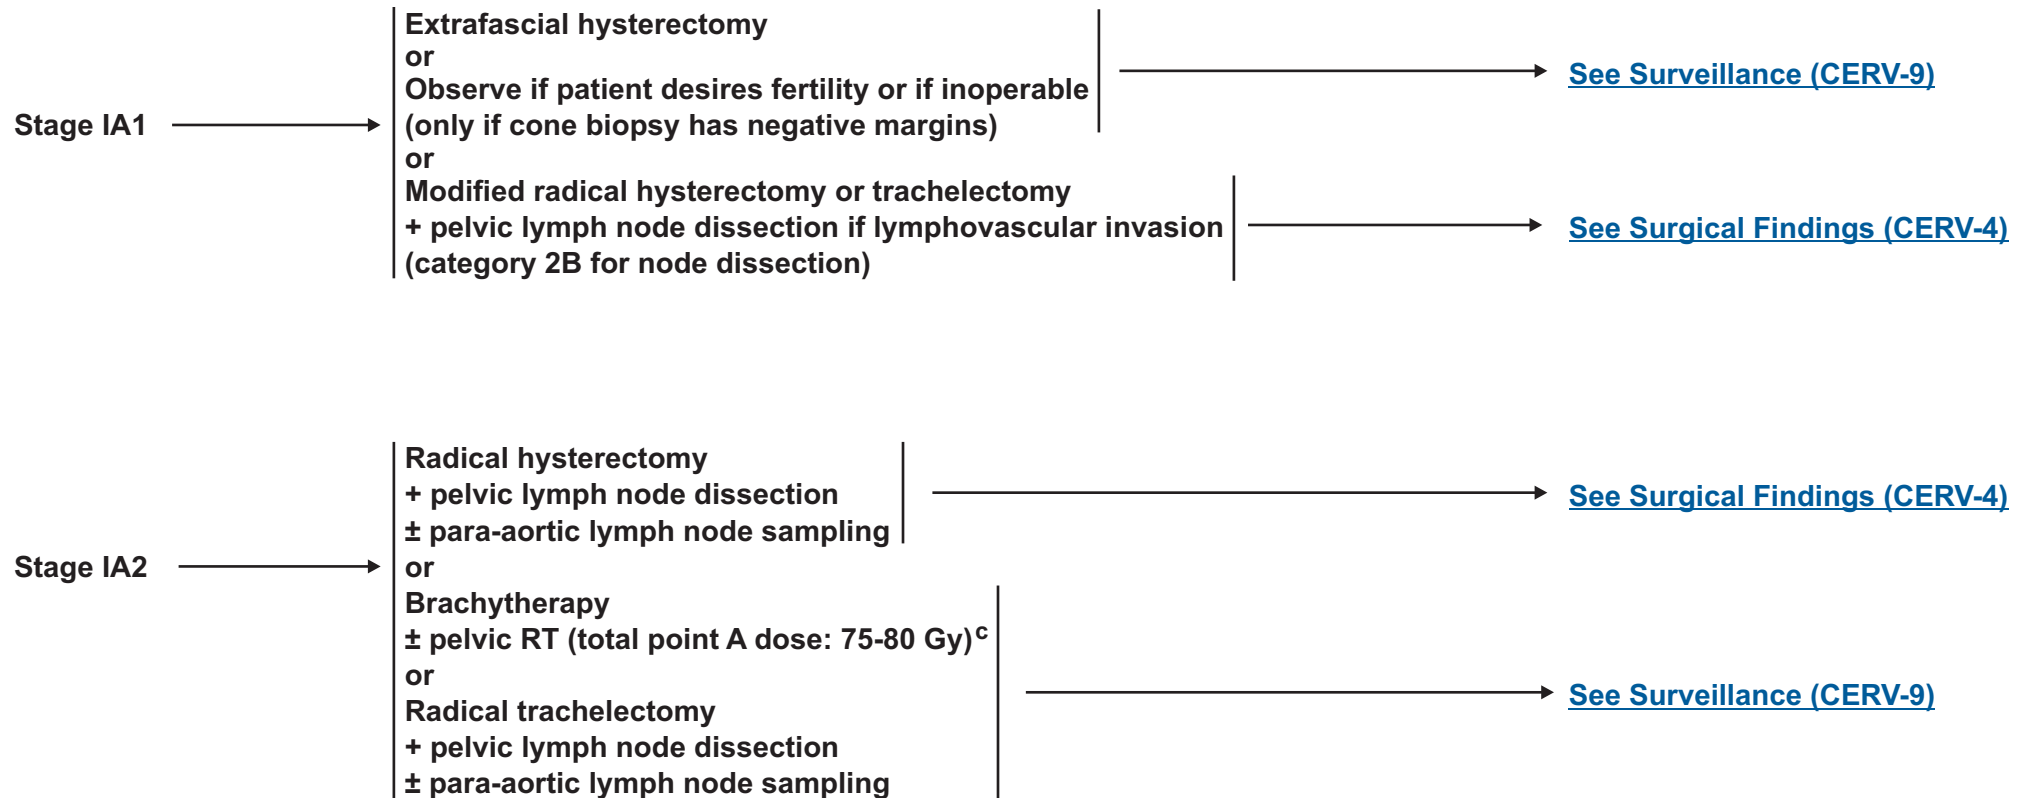 Stage IA1
Extrafascial hysterectomy
or
Observe if patient desires fertility or if inoperable
(only if cone biopsy has negative margins)
or
Modified radical hysterectomy or trachelectomy
+ pelvic lymph node dissection if lymphovascular invasion
(category 2B for node dissection)
See Surveillance (CERV-9)
See Surgical Findings (CERV-4)
Stage IA2
Radical hysterectomy
+ pelvic lymph node dissection
± para-aortic lymph node sampling
or
Brachytherapy
± pelvic RT (total point A dose: 75-80 Gy)c
or
Radical trachelectomy
+ pelvic lymph node dissection
± para-aortic lymph node sampling
See Surgical Findings (CERV-4)
See Surveillance (CERV-9)